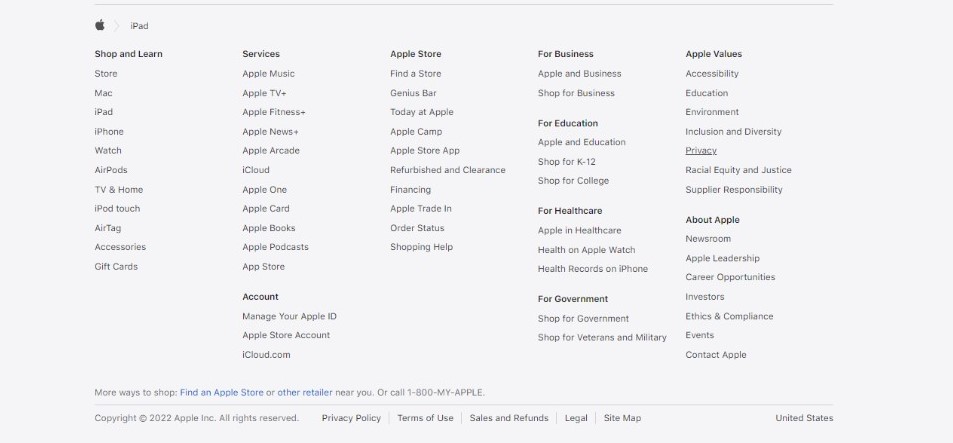 iPad
Shop and Learn
Store
Mac
iPad
iPhone
Watch
AirPods
TV & Home
iPod touch
AirTag
Accessories
Gift Cards
Services
Apple Music
Apple TV+
Apple Fitness+
Apple News+
Apple Arcade
iCloud
Apple One
Apple Card
Apple Books
Apple Podcasts
App Store
Account
Manage Your Apple ID
Apple Store Account
iCloud.com
Apple Store
Find a Store
Genius Bar
Today at Apple
Apple Camp
Apple Store App
Refurbished and Clearance
Financing
Apple Trade In
Order Status
Shopping Help
For Business
Apple and Business
Shop for Business
For Education
Apple and Education
Shop for K-12
Shop for College
For Healthcare
Apple in Healthcare
Health on Apple Watch
Health Records on iPhone
For Government
Shop for Government
Shop for Veterans and Military
Apple Values
Accessibility
Education
Environment
Inclusion and Diversity
Privacy
Racial Equity and Justice
Supplier Responsibility
About Apple
Newsroom
Apple Leadership
Career Opportunities
Investors
Ethics & Compliance
Events
Contact Apple
More ways to shop: Find an Apple Store or other retailer near you. Or call 1-800-MY-APPLE.
Copyright © 2022 Apple Inc. All rights reserved. Privacy Policy | Terms of Use | Sales and Refunds | Legal | Site Map United States